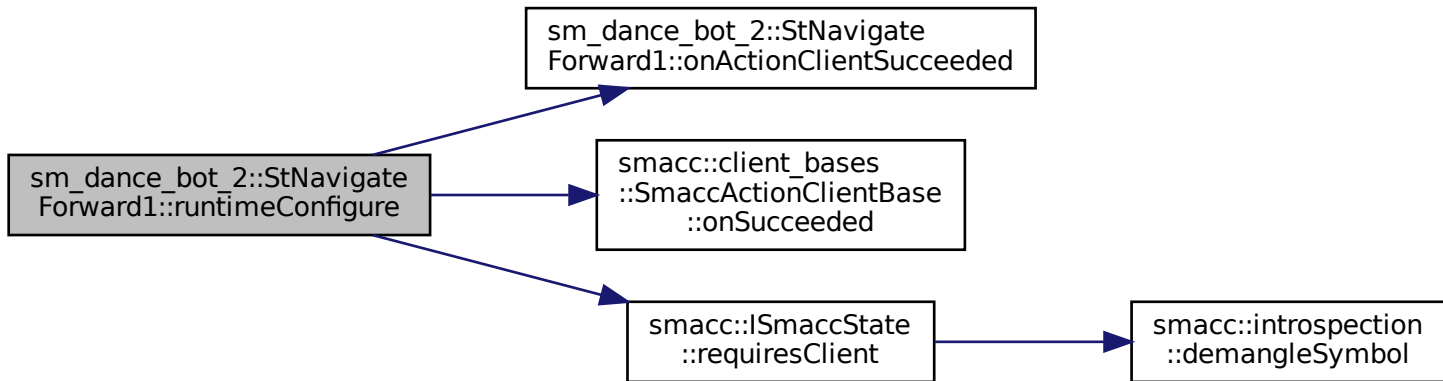 sm_dance_bot_2::StNavigate
Forward1::runtimeConfigure
sm_dance_bot_2::StNavigate
Forward1::onActionClientSucceeded
smacc::client_bases
::SmaccActionClientBase
::onSucceeded
smacc::ISmaccState
::requiresClient
smacc::introspection
::demangleSymbol